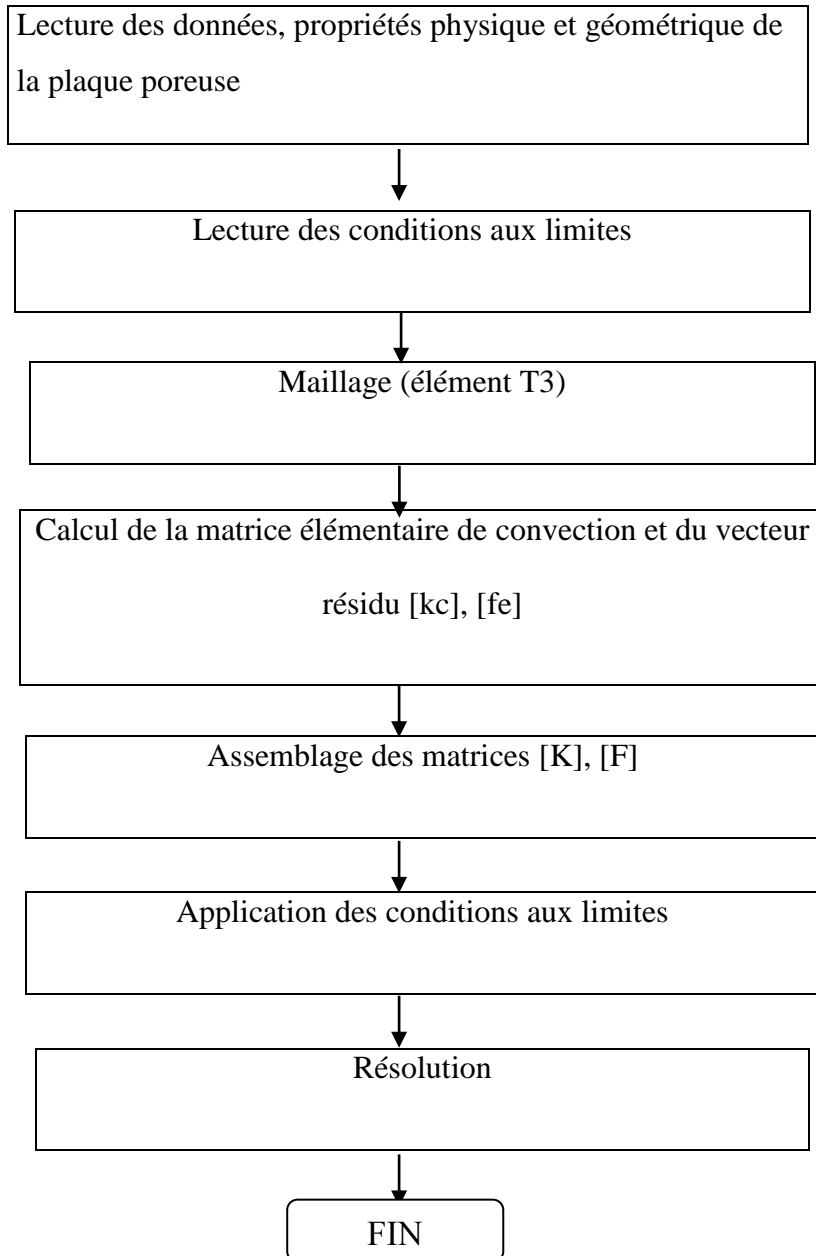 Lecture des données, propriétés physique et géométrique de
la plaque poreuse
Lecture des conditions aux limites
Maillage (élément T3)
Calcul de la matrice élémentaire de convection et du vecteur
résidu [kc], [fe]
Assemblage des matrices [K], [F]
Application des conditions aux limites
Résolution
FIN